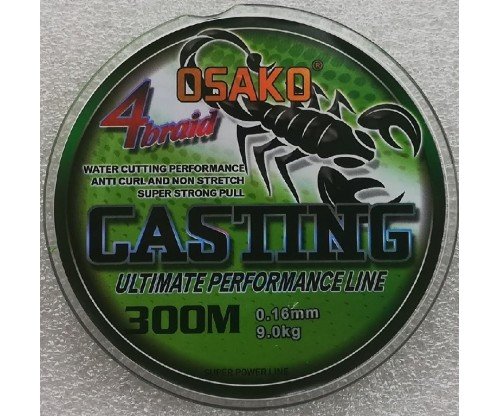 OSAKO®
4braid
WATER CUTTING PERFORMANCE
ANTI CURL AND NON STRETCH
SUPER STRONG PULL
CASTING
ULTIMATE PERFORMANCE LINE
300M
0.16mm
9.0kg
SUPER POWER LINE